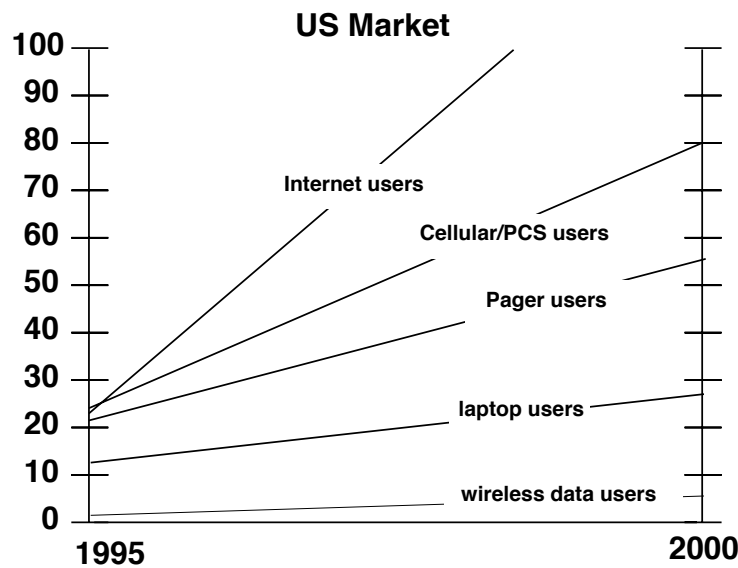 US Market
100
90
80
70
60
50
40
30
20
10
0
Internet users
Cellular/PCS users
Pager users
laptop users
wireless data users
1995
2000